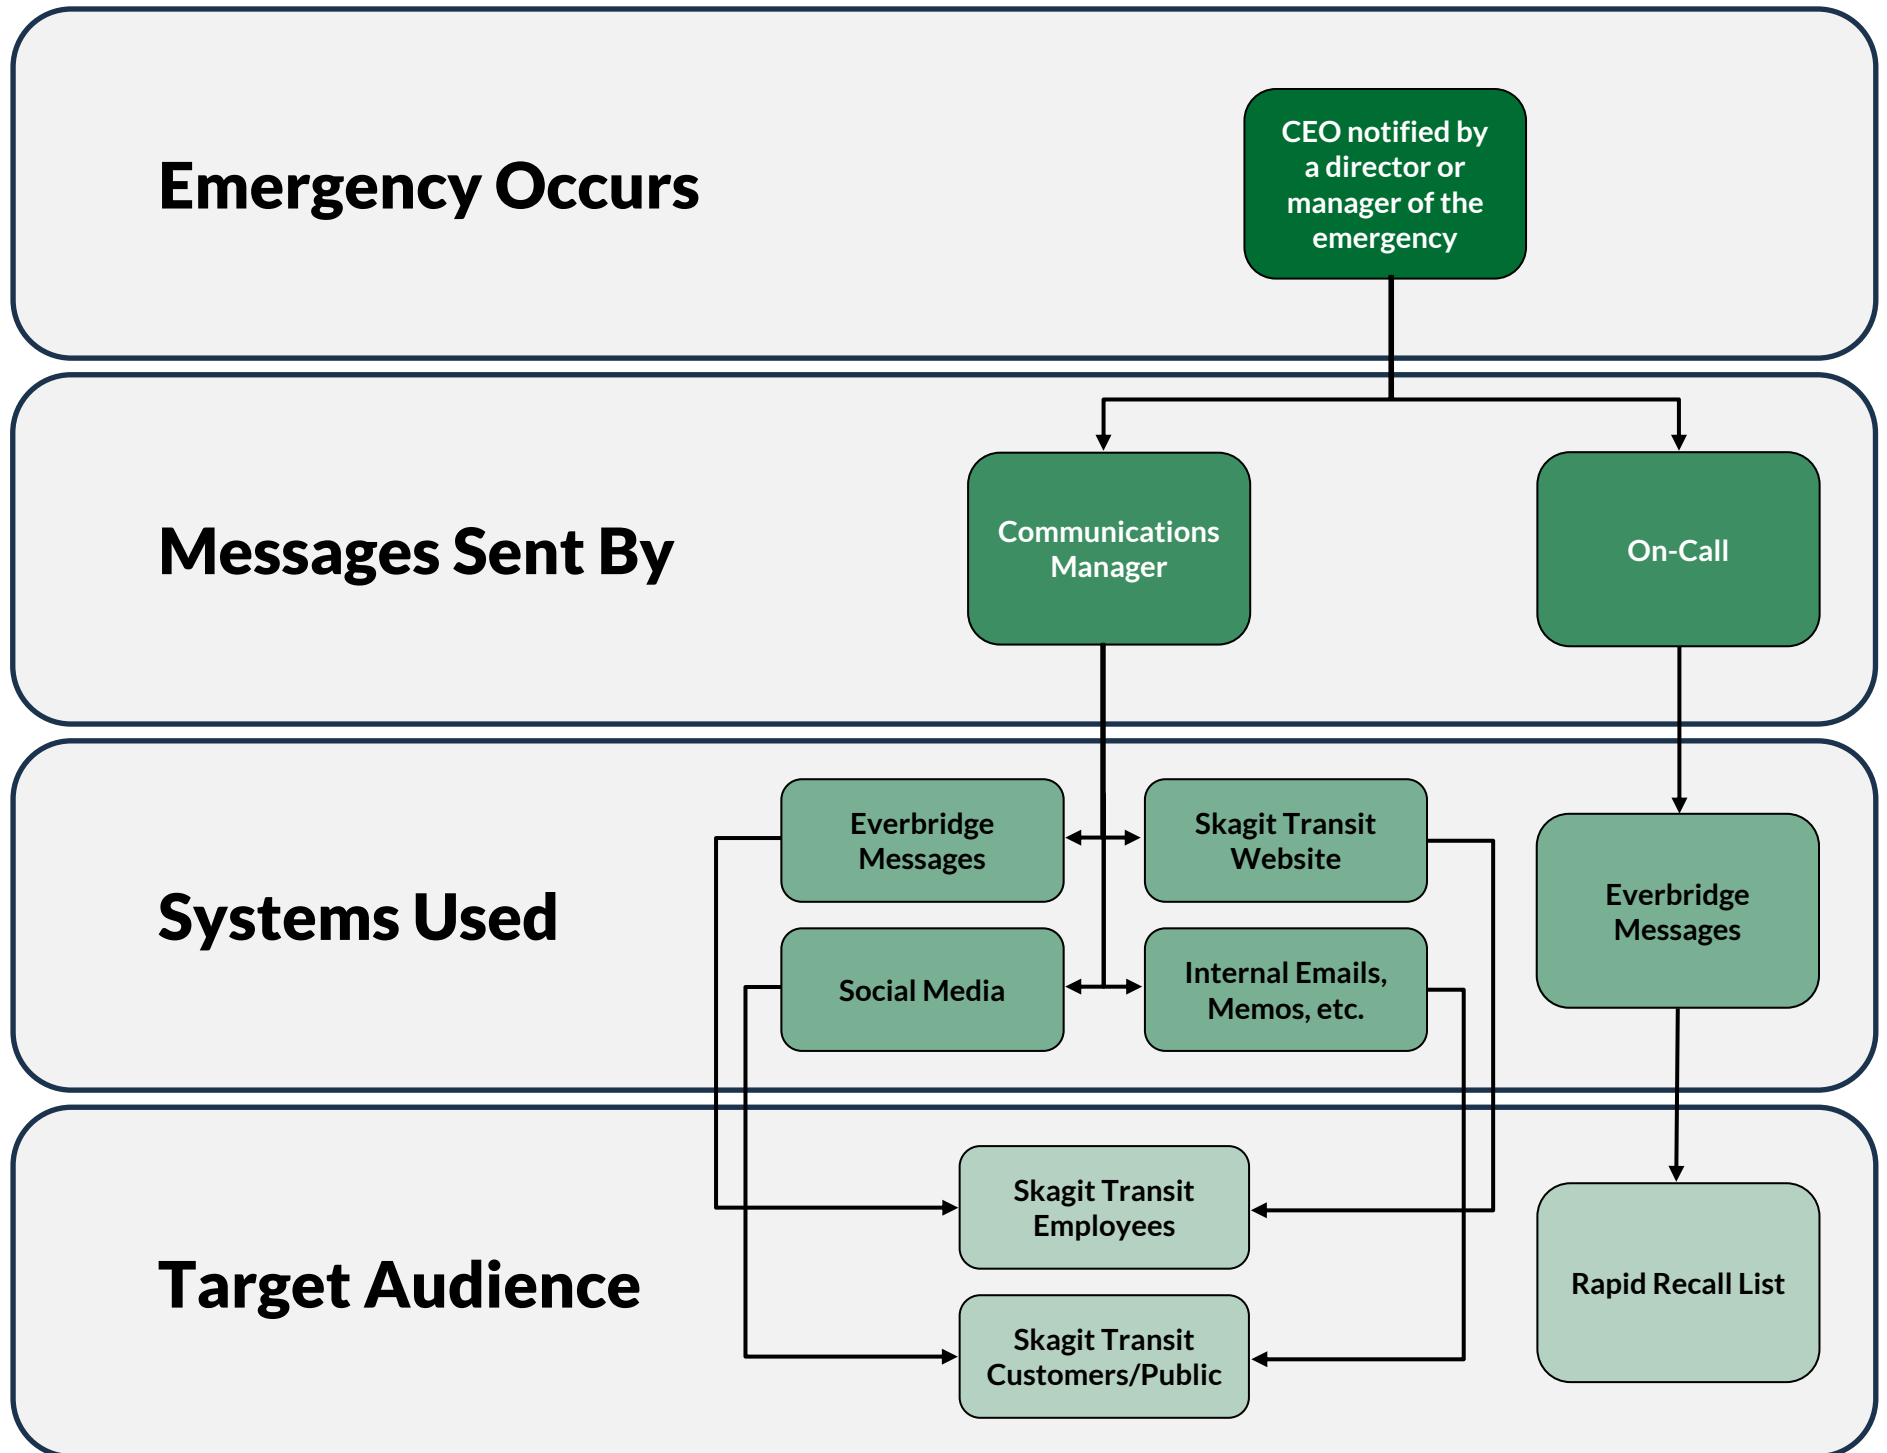 Emergency Occurs
CEO notified by
a director or
manager of the
emergency
Messages Sent By
Communications
Manager
On-Call
Systems Used
Everbridge
Messages
Skagit Transit
Website
Social Media
Internal Emails,
Memos, etc.
Everbridge
Messages
Target Audience
Skagit Transit
Employees
Skagit Transit
Customers/Public
Rapid Recall List